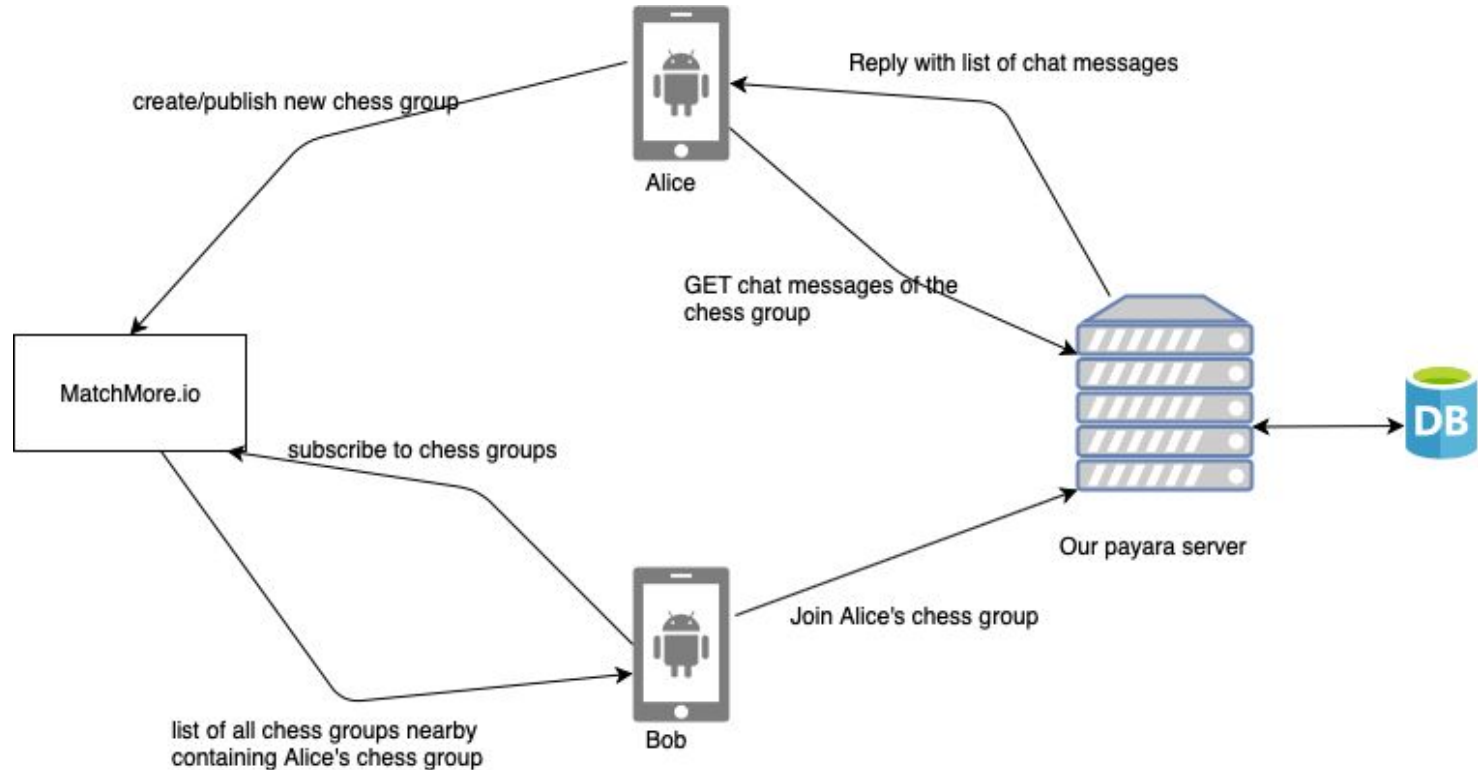 Reply with list of chat messages
create/publish new chess group
Alice
GET chat messages of the
chess group
MatchMore.io
DB
subscribe to chess groups
Our payara server
Join Alice's chess group
list of all chess groups nearby
containing Alice's chess group
Bob